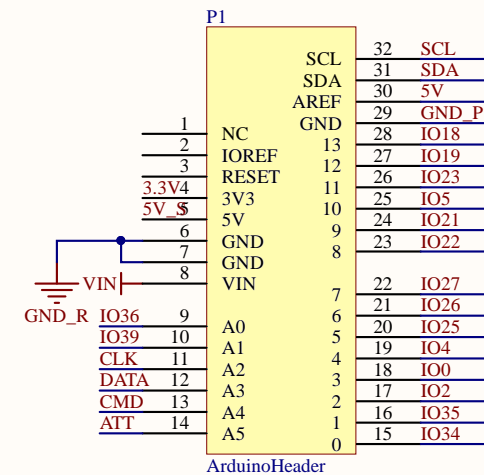 P1
32 SCL
SCL
31 SDA
SDA
30 5V
AREF
29 GND_P
GND
1 NC
28 IO18
13
2 IOREF
27 IO19
12
3 RESET
26 IO23
11
3.3V 4 3V3
25 IO5
10
5V_S 5 5V
24 IO21
9
6 GND
23 IO22
8
7 GND
VIN 8 VIN
GND_R
22 IO27
7
21 IO26
6
IO36 9 A0
20 IO25
5
IO39 10 A1
19 IO4
4
CLK 11 A2
18 IO0
3
DATA 12 A3
17 IO2
2
CMD 13 A4
16 IO35
1
ATT 14 A5
15 IO34
0
ArduinoHeader